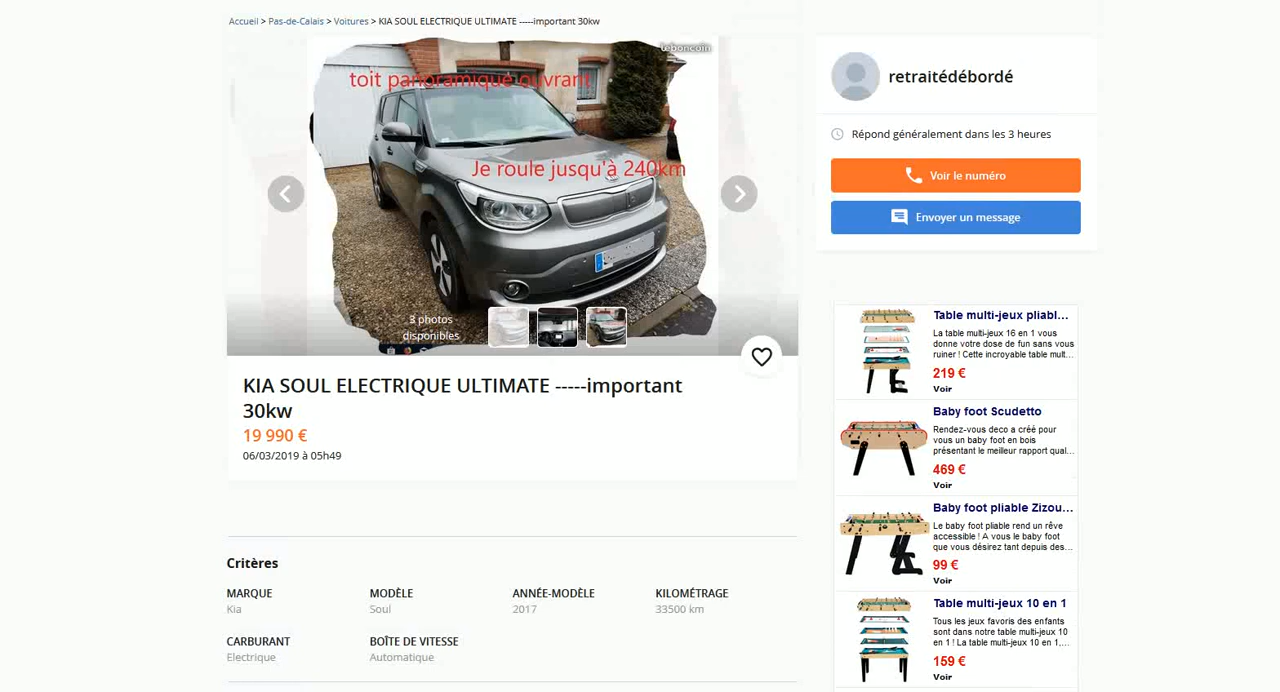 Accueil > Pas-de-Calais > Voitures > KIA SOUL ELECTRIQUE ULTIMATE -----important 30kw
leboncoin
toit panoramique ouvrant
Je roule jusqu'à 240km
3 photos
disponibles
KIA SOUL ELECTRIQUE ULTIMATE -----important
30kw
19 990 €
06/03/2019 à 05h49
Critères
MARQUE
Kia
MODÈLE
Soul
ANNÉE-MODÈLE
2017
KILOMÉTRAGE
33500 km
CARBURANT
Electrique
BOÎTE DE VITESSE
Automatique
retraitédébordé
Répond généralement dans les 3 heures
Voir le numéro
Envoyer un message
Table multi-jeux pliabl...
La table multi-jeux 16 en 1 vous
donne votre dose de fun sans vous
ruiner ! Cette incroyable table mult...
219 €
Voir
Baby foot Scudetto
Rendez-vous deco a créé pour
vous un baby foot en bois
présentant le meilleur rapport qual...
469 €
Voir
Baby foot pliable Zizou...
Le baby foot pliable rend un rêve
accessible ! A vous le baby foot
que vous désirez tant depuis des...
99 €
Voir
Table multi-jeux 10 en 1
Tous les jeux favoris des enfants
sont dans notre table multi-jeux 10
en 1 ! La table multi-jeux 10 en 1,...
159 €
Voir